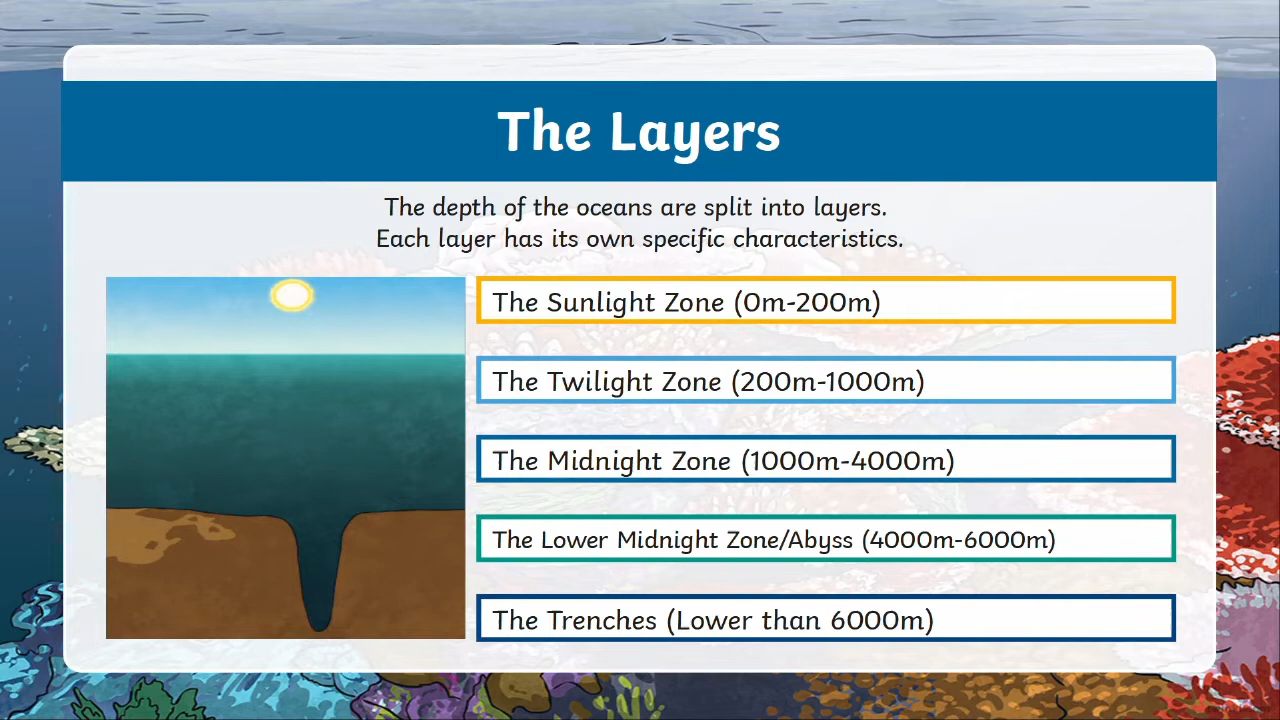 The Layers
The depth of the oceans are split into layers.
Each layer has its own specific characteristics.
The Sunlight Zone (0m-200m)
The Twilight Zone (200m-1000m)
The Midnight Zone (1000m-4000m)
The Lower Midnight Zone/Abyss (4000m-6000m)
The Trenches (Lower than 6000m)